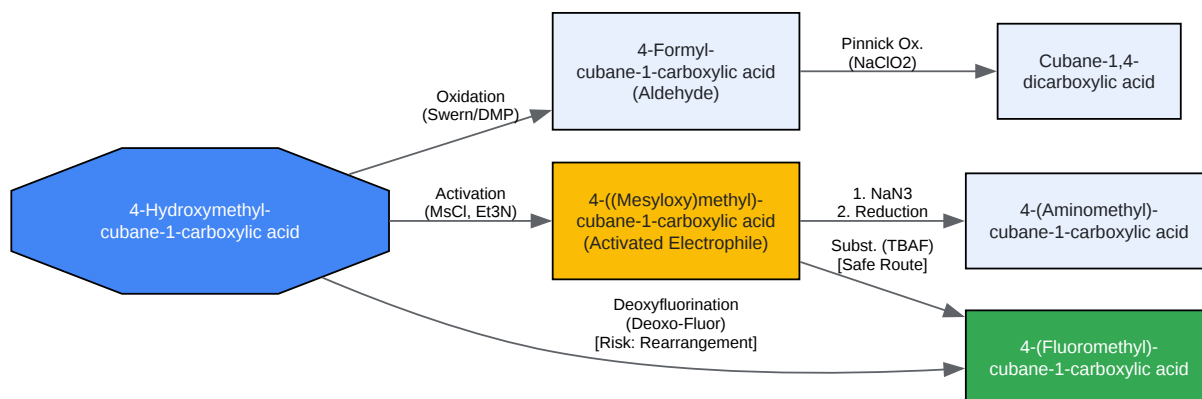 4-Formyl-
cubane-1-carboxylic acid
(Aldehyde)
Pinnick Ox.
(NaClO2)
Cubane-1,4-
dicarboxylic acid
Oxidation
(Swern/DMP)
4-Hydroxymethyl-
cubane-1-carboxylic acid
Activation
(MsCl, Et3N)
4-((Mesyloxy)methyl)-
cubane-1-carboxylic acid
(Activated Electrophile)
1. NaN3
2. Reduction
4-(Aminomethyl)-
cubane-1-carboxylic acid
Subst. (TBAF)
[Safe Route]
Deoxyfluorination
(Deoxo-Fluor)
[Risk: Rearrangement]
4-(Fluoromethyl)-
cubane-1-carboxylic acid